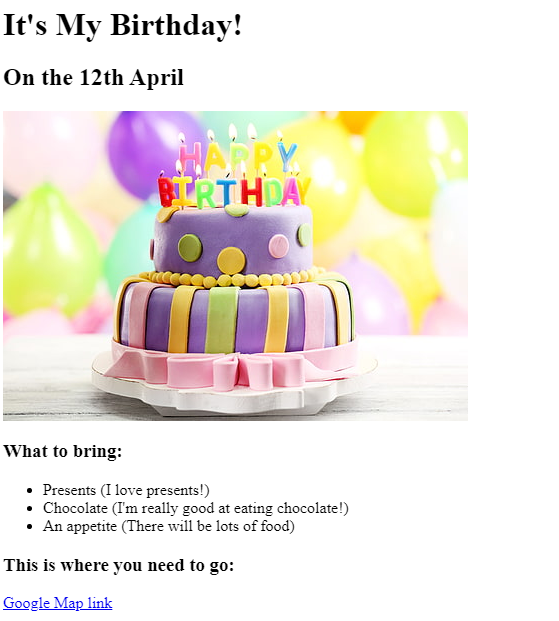 It's My Birthday!
On the 12th April
HAPPY
BIRTHDAY
What to bring:
Presents (I love presents!)
Chocolate (I'm really good at eating chocolate!)
An appetite (There will be lots of food)
This is where you need to go:
Google Map link